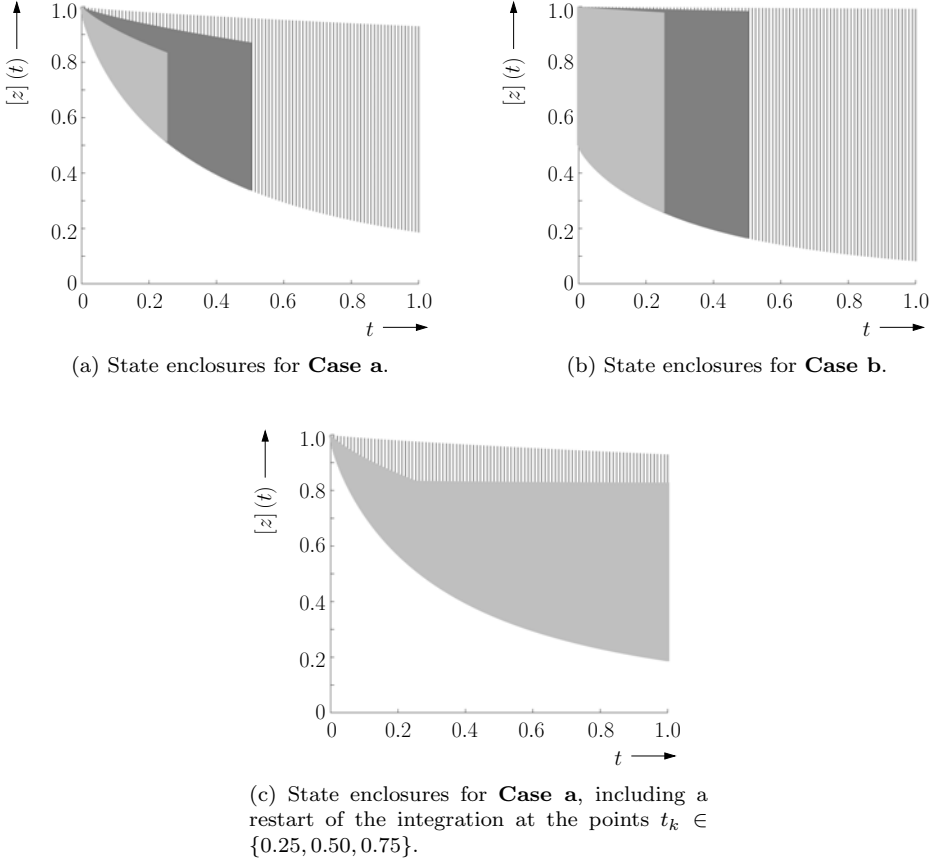 1.0 0.8 0.6 0.4 0.2 0
[z] (t)
0 0.2 0.4 0.6 0.8 1.0
t
(a) State enclosures for Case a.
1.0 0.8 0.6 0.4 0.2 0
[z] (t)
0 0.2 0.4 0.6 0.8 1.0
t
(b) State enclosures for Case b.
1.0 0.8 0.6 0.4 0.2 0
[z] (t)
0 0.2 0.4 0.6 0.8 1.0
t
(c) State enclosures for Case a, including a
restart of the integration at the points t_k ∈
{0.25, 0.50, 0.75}.